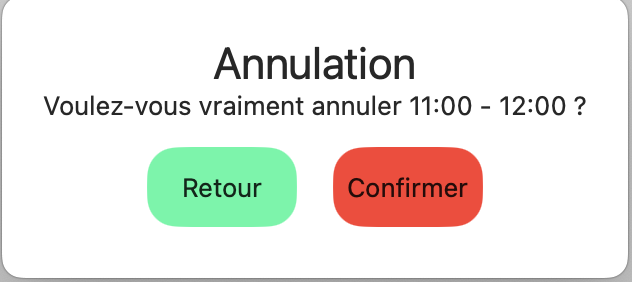 Annulation
Voulez-vous vraiment annuler 11:00 - 12:00 ?
Retour
Confirmer